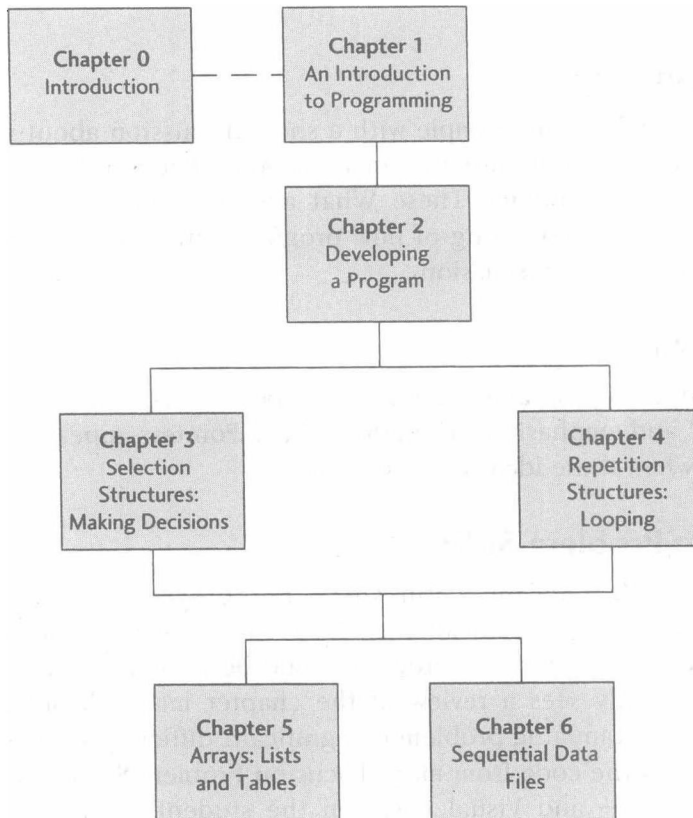 Chapter 0
Introduction
Chapter 1
An Introduction
to Programming
Chapter 2
Developing
a Program
Chapter 3
Selection
Structures:
Making Decisions
Chapter 4
Repetition
Structures:
Looping
Chapter 5
Arrays: Lists
and Tables
Chapter 6
Sequential Data
Files